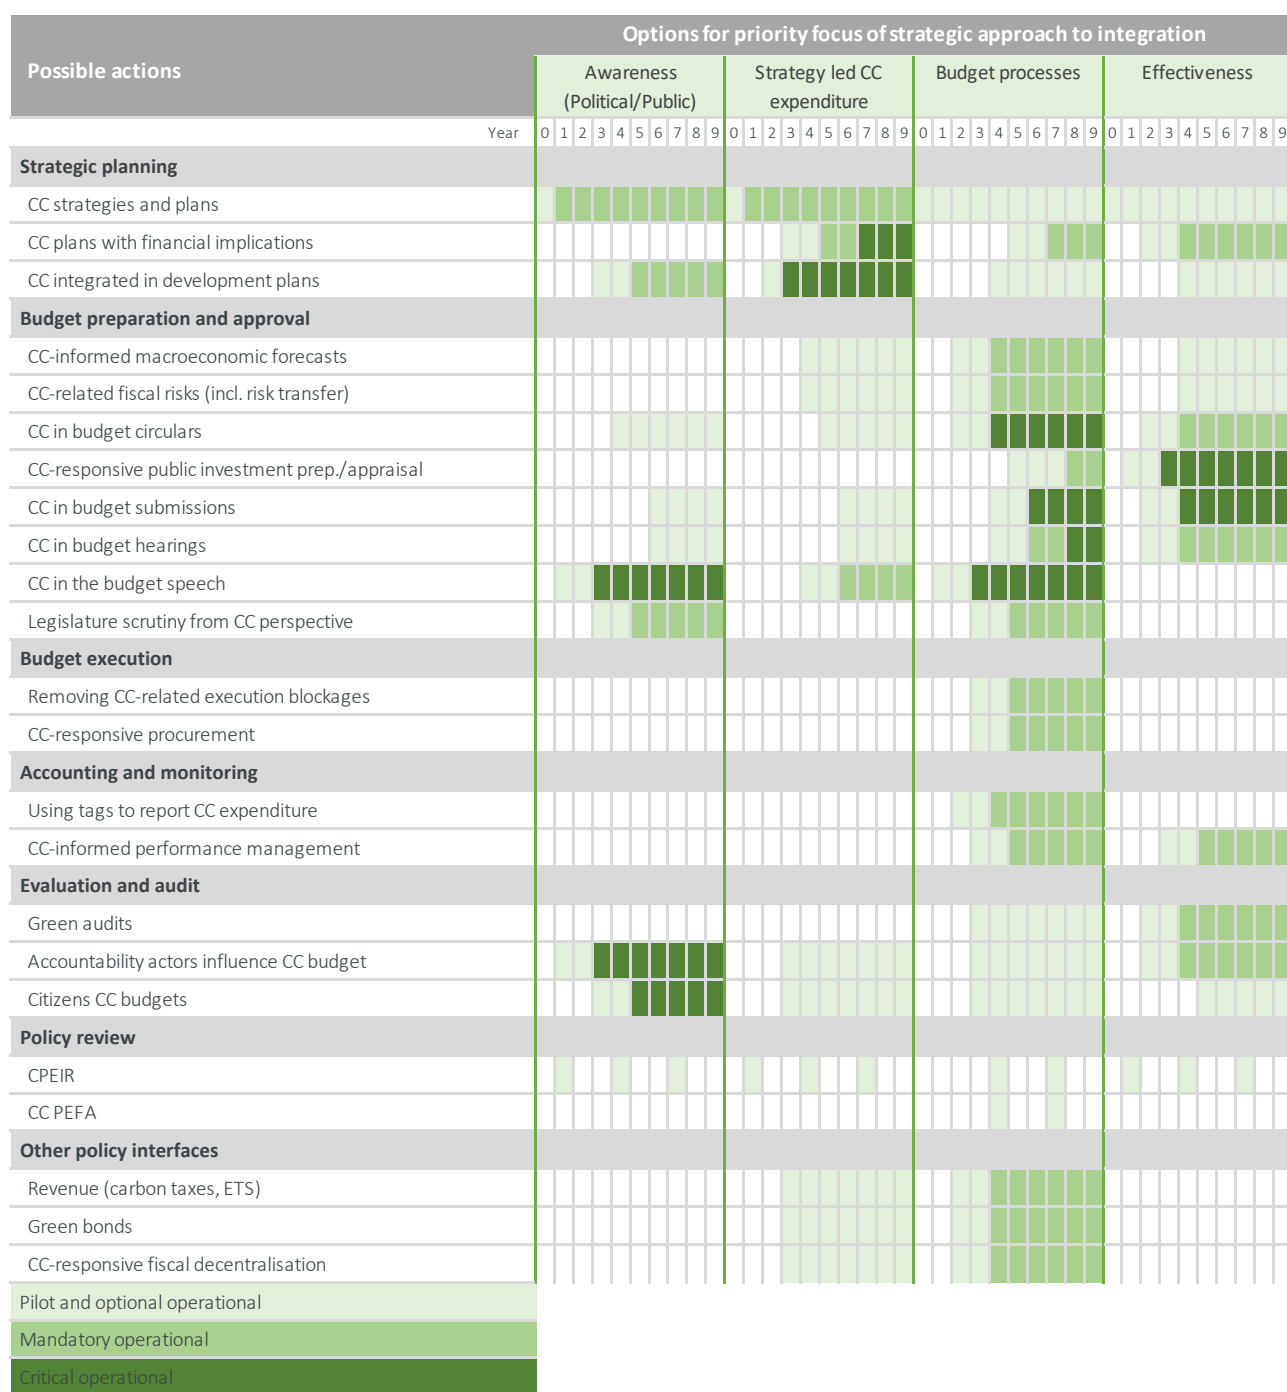 Options for priority focus of strategic approach to integration
Possible actions
Awareness
(Political/Public)
Strategy led CC
expenditure
Budget processes
Effectiveness
Year 0 1 2 3 4 5 6 7 8 9 0 1 2 3 4 5 6 7 8 9 0 1 2 3 4 5 6 7 8 9 0 1 2 3 4 5 6 7 8 9
Strategic planning
CC strategies and plans
CC plans with financial implications
CC integrated in development plans
Budget preparation and approval
CC-informed macroeconomic forecasts
CC-related fiscal risks (incl. risk transfer)
CC in budget circulars
CC-responsive public investment prep./appraisal
CC in budget submissions
CC in budget hearings
CC in the budget speech
Legislature scrutiny from CC perspective
Budget execution
Removing CC-related execution blockages
CC-responsive procurement
Accounting and monitoring
Using tags to report CC expenditure
CC-informed performance management
Evaluation and audit
Green audits
Accountability actors influence CC budget
Citizens CC budgets
Policy review
CPEIR
CC PEFA
Other policy interfaces
Revenue (carbon taxes, ETS)
Green bonds
CC-responsive fiscal decentralisation
Pilot and optional operational
Mandatory operational
Critical operational